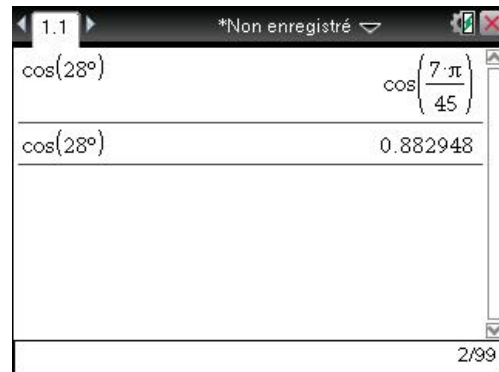 1.1 *Non enregistré
cos(28°) cos(7·π/45)
cos(28°) 0.882948
2/99